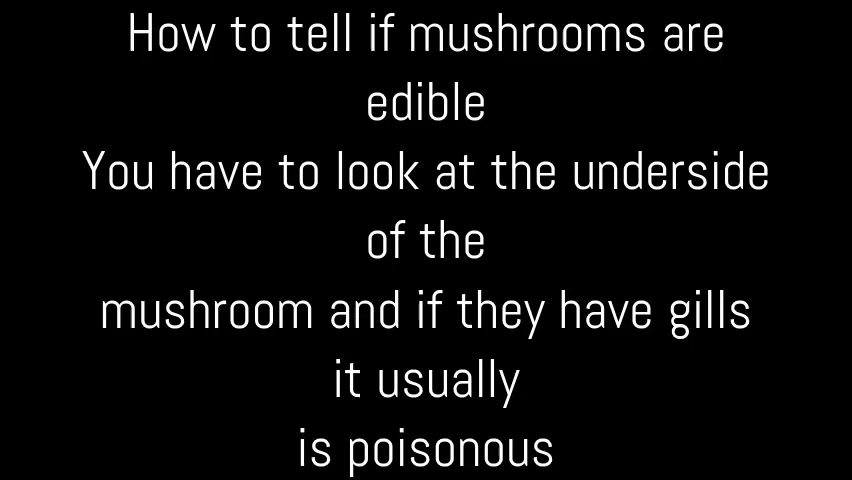 How to tell if mushrooms are
edible
You have to look at the underside
of the
mushroom and if they have gills
it usually
is poisonous